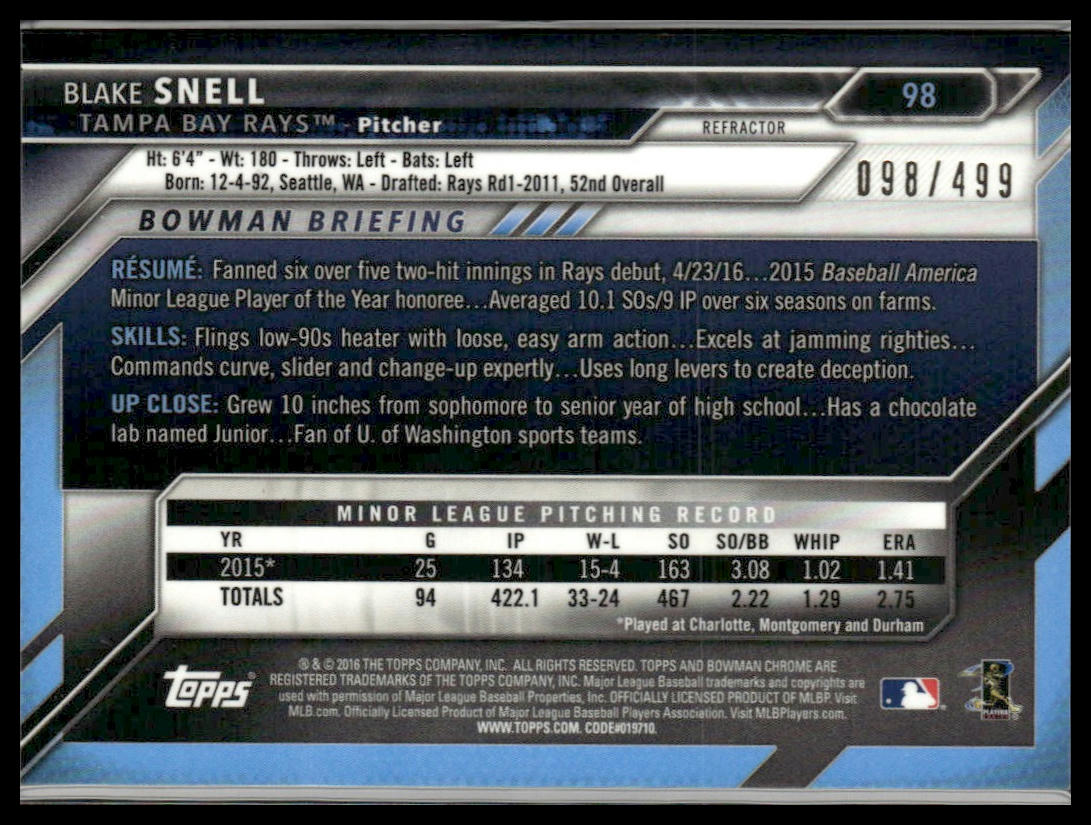 BLAKE SNELL
98
TAMPA BAY RAYS™ - Pitcher
REFRACTOR
Ht: 6'4" - Wt: 180 - Throws: Left - Bats: Left
098/499
Born: 12-4-92, Seattle, WA - Drafted: Rays Rd1-2011, 52nd Overall
BOWMAN BRIEFING
RÉSUMÉ: Fanned six over five two-hit innings in Rays debut, 4/23/16...2015 Baseball America
Minor League Player of the Year honoree...Averaged 10.1 SOs/9 IP over six seasons on farms.
SKILLS: Flings low-90s heater with loose, easy arm action...Excels at jamming righties...
Commands curve, slider and change-up expertly...Uses long levers to create deception.
UP CLOSE: Grew 10 inches from sophomore to senior year of high school...Has a chocolate
lab named Junior...Fan of U. of Washington sports teams.
MINOR LEAGUE PITCHING RECORD
YR G IP W-L SO SO/BB WHIP ERA
2015* 25 134 15-4 163 3.08 1.02 1.41
TOTALS 94 422.1 33-24 467 2.22 1.29 2.75
*Played at Charlotte, Montgomery and Durham
Topps®
® & © 2016 THE TOPPS COMPANY, INC. ALL RIGHTS RESERVED. TOPPS AND BOWMAN CHROME ARE
REGISTERED TRADEMARKS OF THE TOPPS COMPANY, INC. Major League Baseball trademarks and copyrights are
used with permission of Major League Baseball Properties, Inc. OFFICIALLY LICENSED PRODUCT OF MLBP. Visit
MLB.com. Officially Licensed Product of Major League Baseball Players Association. Visit MLBPlayers.com.
WWW.TOPPS.COM. CODE#019710.
PLAYERS